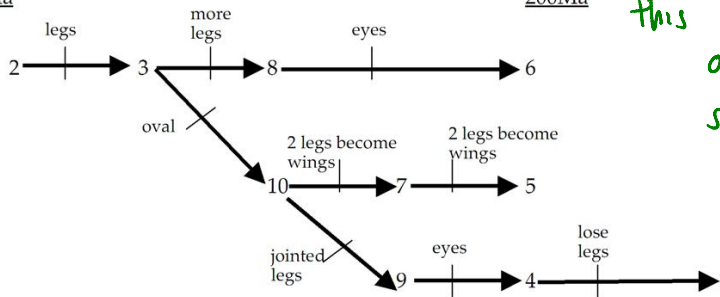 200Ma
this
legs
more
legs
eyes
2
3
8
6
oval
2 legs become
wings
2 legs become
wings
10
7
5
jointed
legs
eyes
lose
legs
9
4